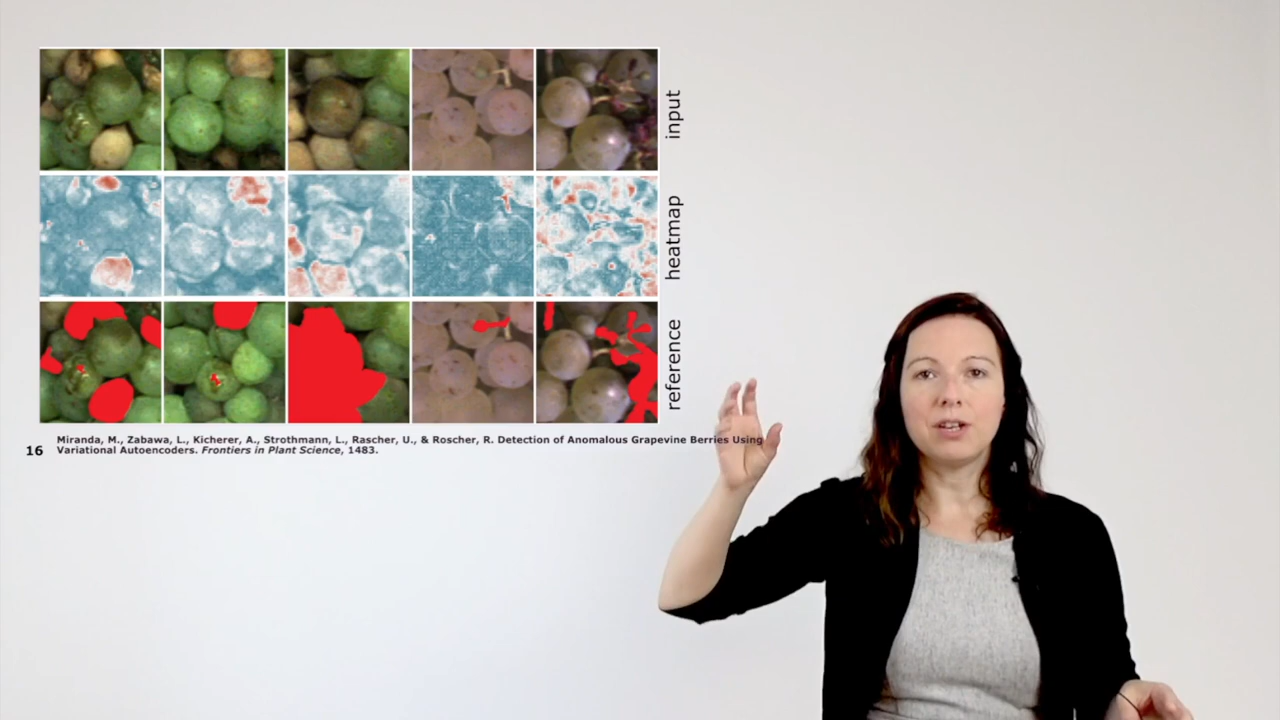 input
heatmap
reference
Miranda, M., Zabawa, L., Kicherer, A., Strothmann, L., Rascher, U., & Roscher, R. Detection of Anomalous Grapevine Berries Using
16 Variational Autoencoders. Frontiers in Plant Science, 1483.